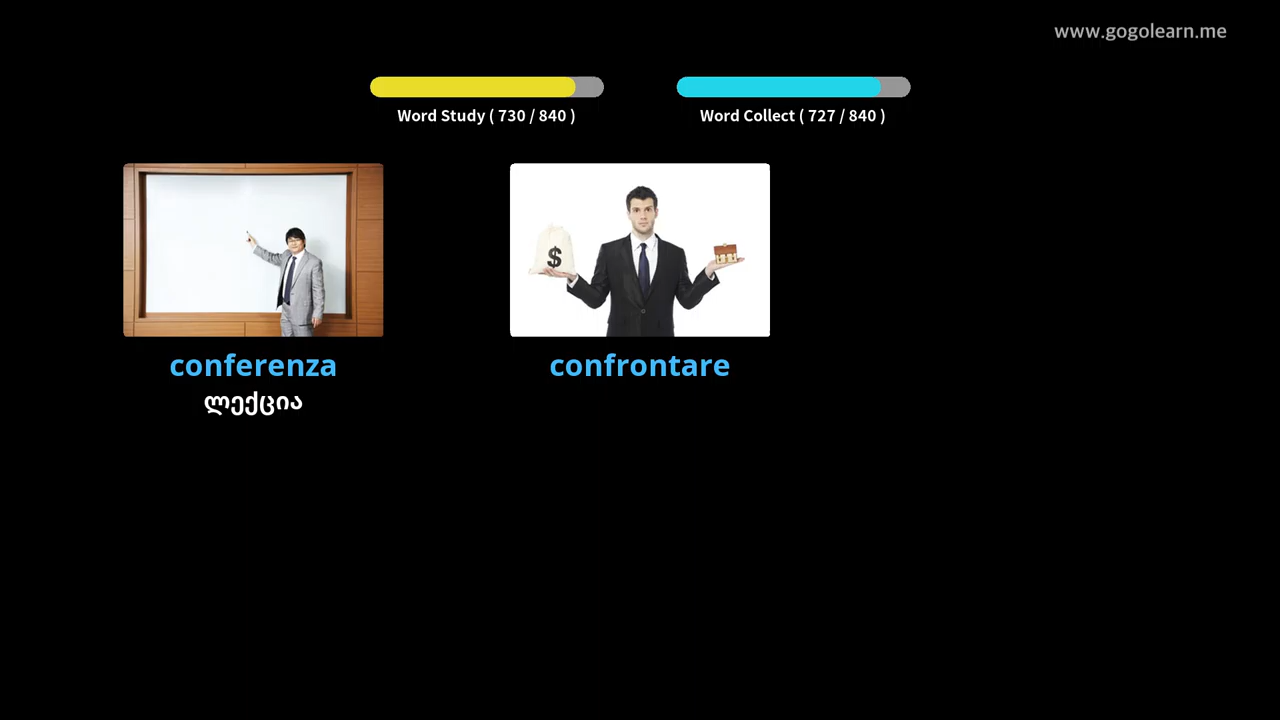 www.gogolearn.me
Word Study ( 730 / 840 )
Word Collect ( 727 / 840 )
$
conferenza
ლექცია
confrontare